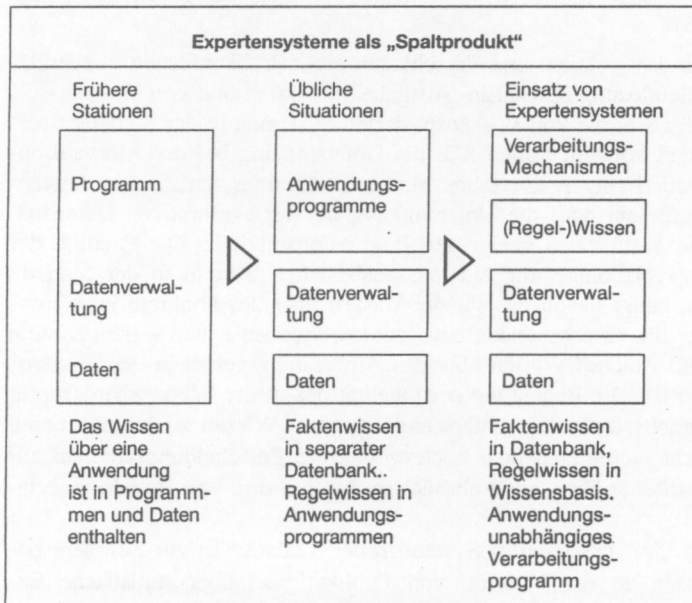 Expertensysteme als „Spaltprodukt“
Frühere
Stationen
Übliche
Situation
Einsatz von
Expertensystemen
Programm
Datenverwal-
tung
Daten
Anwendungs-
programme
Datenverwal-
tung
Daten
Verarbeitungs-
Mechanismen
(Regel-)Wissen
Datenverwal-
tung
Daten
Das Wissen
über eine
Anwendung
ist in Program-
men und Daten
enthalten
Faktenwissen
in separater
Datenbank.
Regelwissen in
Anwendungs-
programmen
Faktenwissen
in Datenbank,
Regelwissen in
Wissensbasis.
Anwendungs-
unabhängiges
Verarbeitungs-
programm